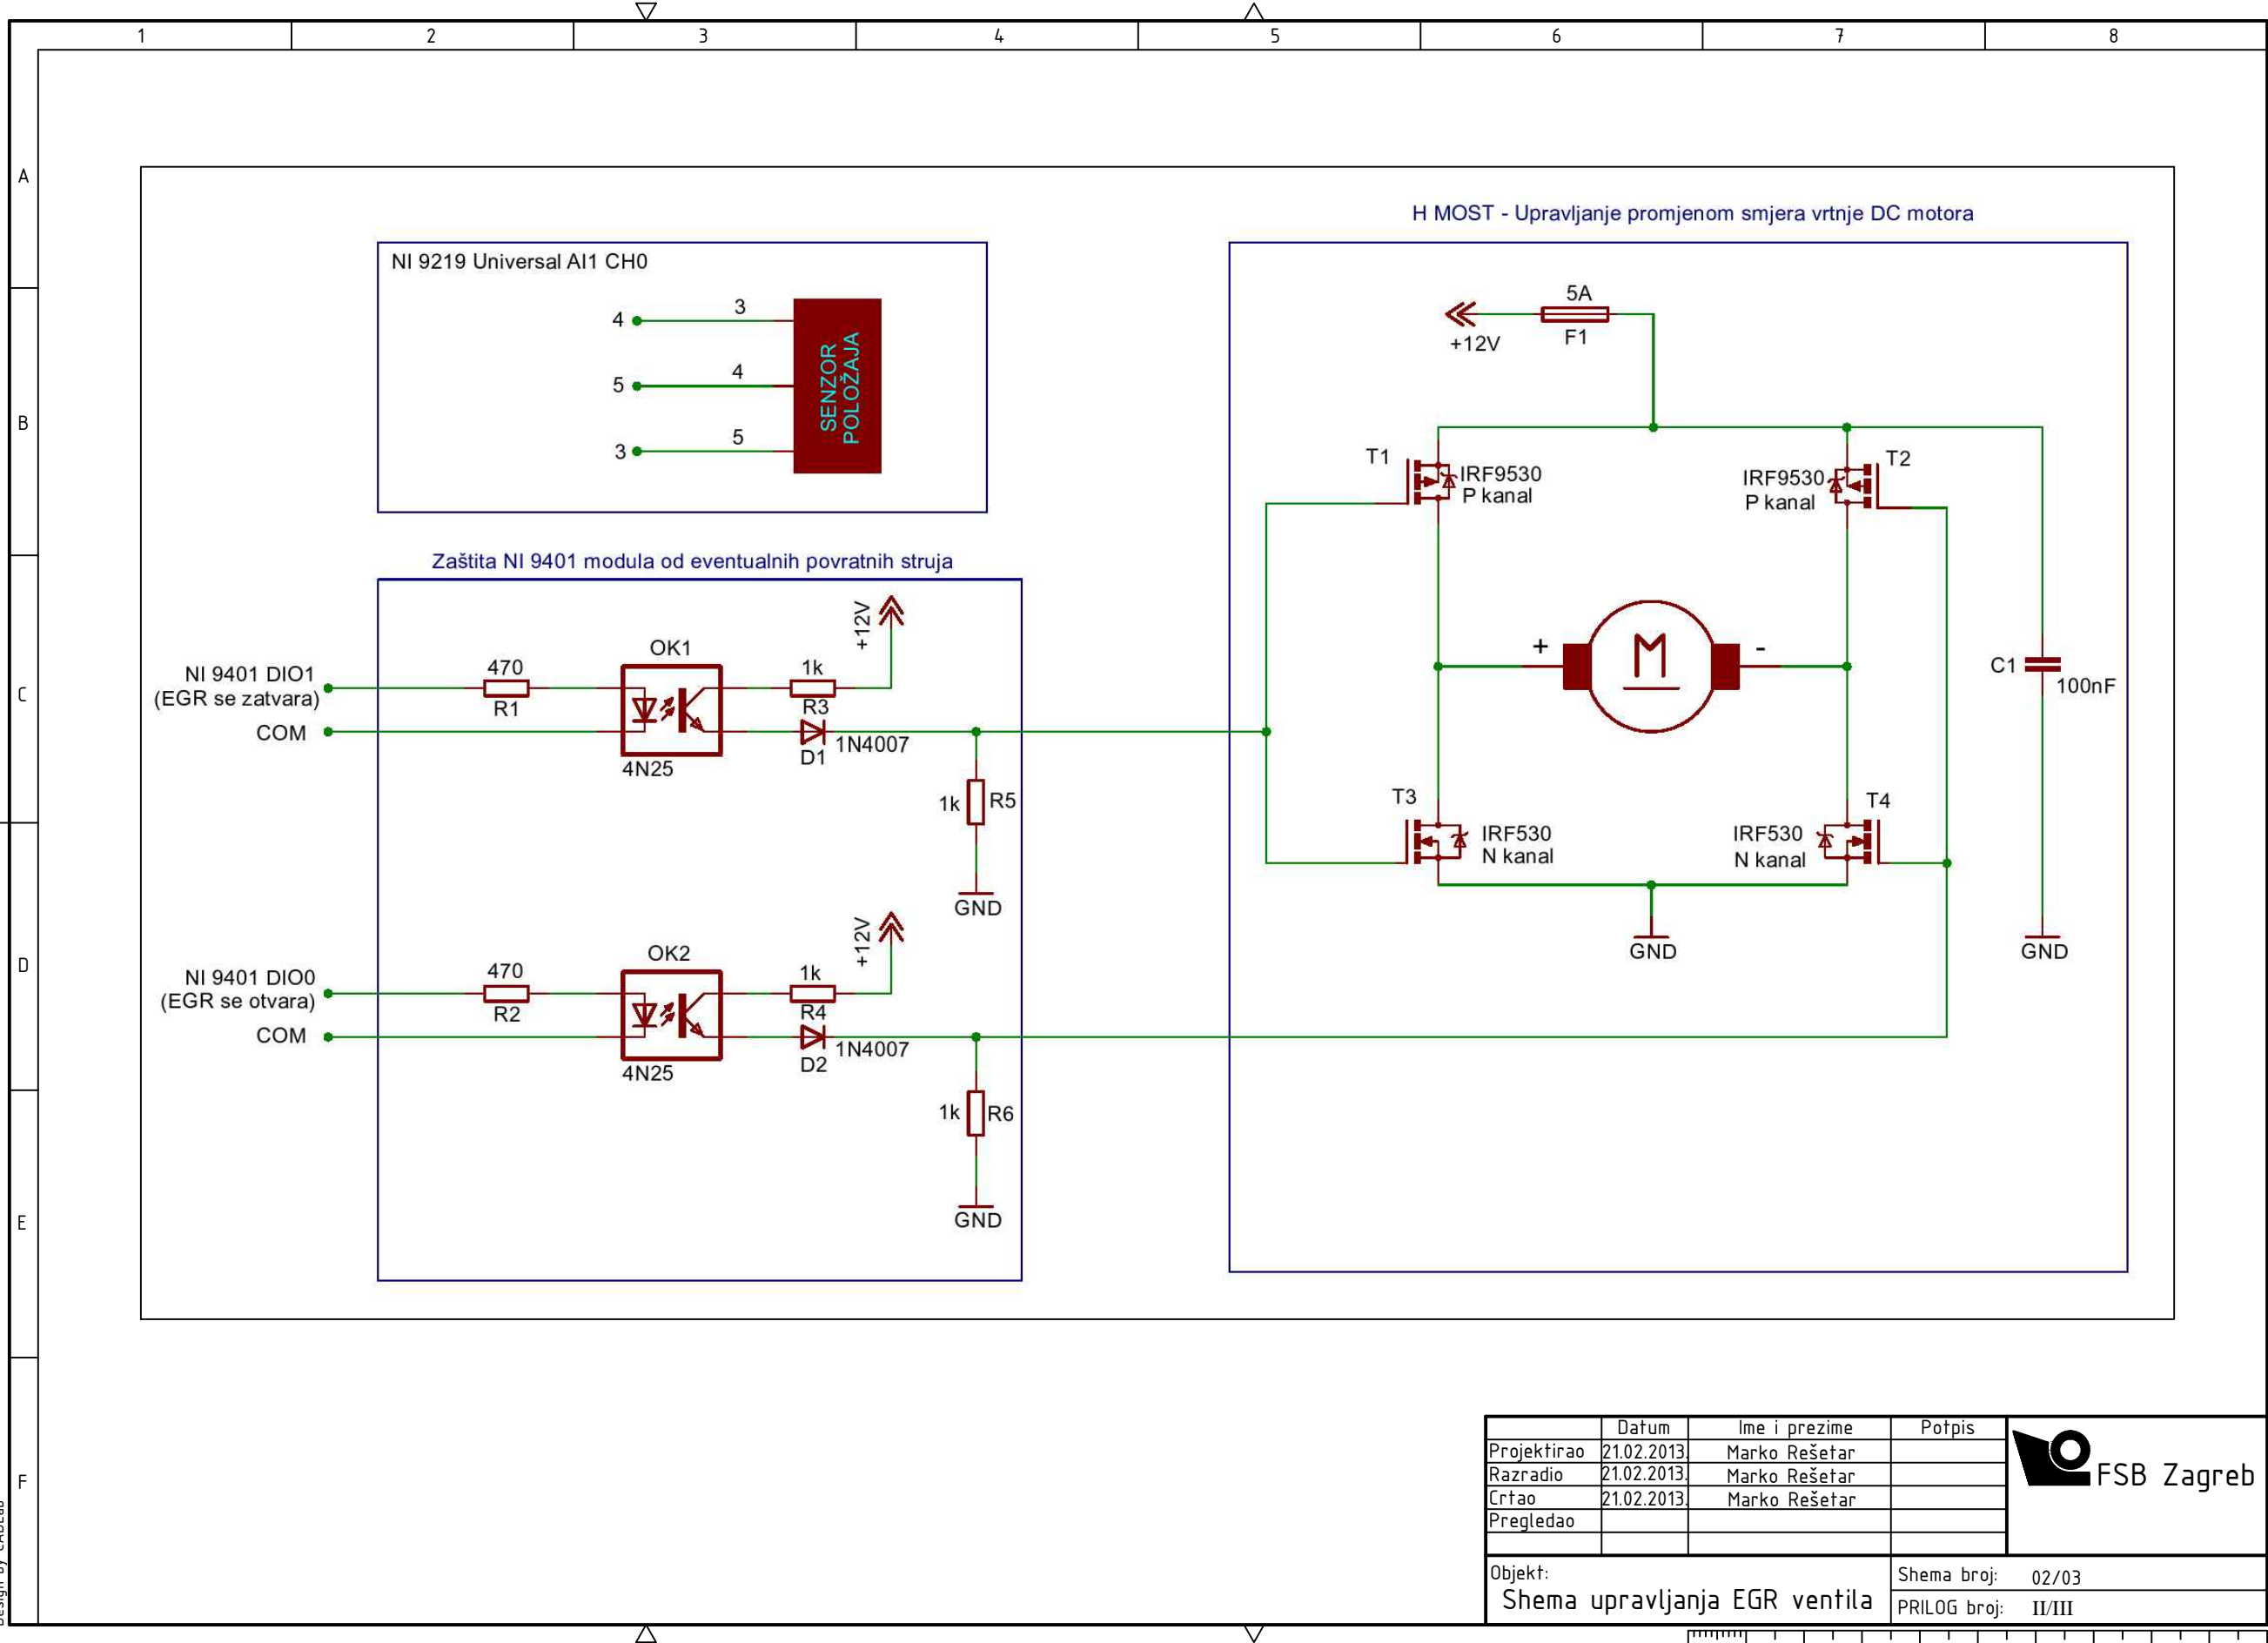 1 2 3 4 5 6 7 8
A
B
C
D
E
F
H MOST - Upravljanje promjenom smjera vrtnje DC motora
NI 9219 Universal AI1 CH0
4 3
5 4
3 5
SENZOR
POLOŽAJA
Zaštita NI 9401 modula od eventualnih povratnih struja
NI 9401 DIO1
(EGR se zatvara)
COM
470
R1
OK1
4N25
1k
R3
+12V
D1
1N4007
1k R5
GND
NI 9401 DIO0
(EGR se otvara)
COM
470
R2
OK2
4N25
1k
R4
+12V
D2
1N4007
1k R6
GND
5A
F1
+12V
T1
IRF9530
P kanal
T2
IRF9530
P kanal
+ M -
C1
100nF
T3
IRF530
N kanal
T4
IRF530
N kanal
GND
GND
Datum Ime i prezime Potpis
Projektirao 21.02.2013. Marko Rešetar
Razradio 21.02.2013. Marko Rešetar
Crtao 21.02.2013. Marko Rešetar
Pregledao
FSB Zagreb
Objekt:
Shema upravljanja EGR ventila
Shema broj: 02/03
PRILOG broj: II/III